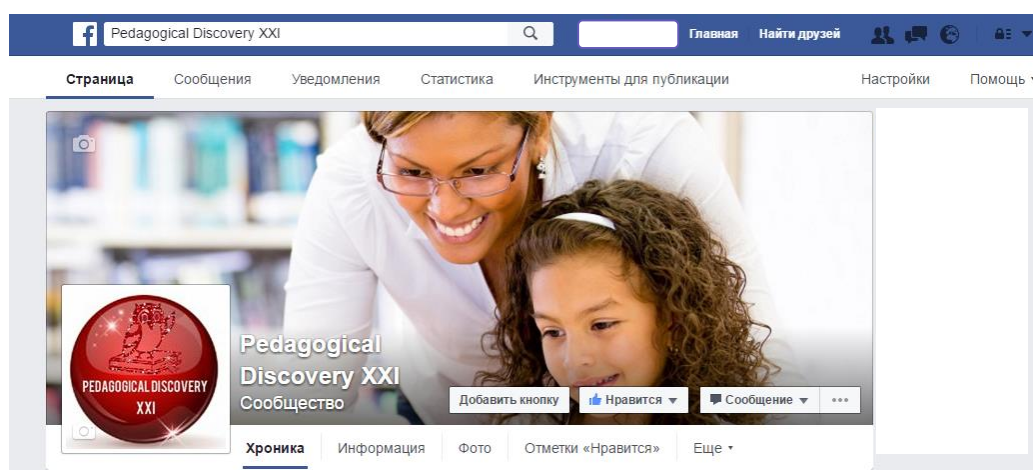 Pedagogical Discovery XXI
Главная Найти друзей
Страница Сообщения Уведомления Статистика Инструменты для публикации Настройки Помощь
PEDAGOGICAL DISCOVERY
XXI
Pedagogical
Discovery XXI
Сообщество
Добавить кнопку Нравится Сообщение
Хроника Информация Фото Отметки «Нравится» Еще